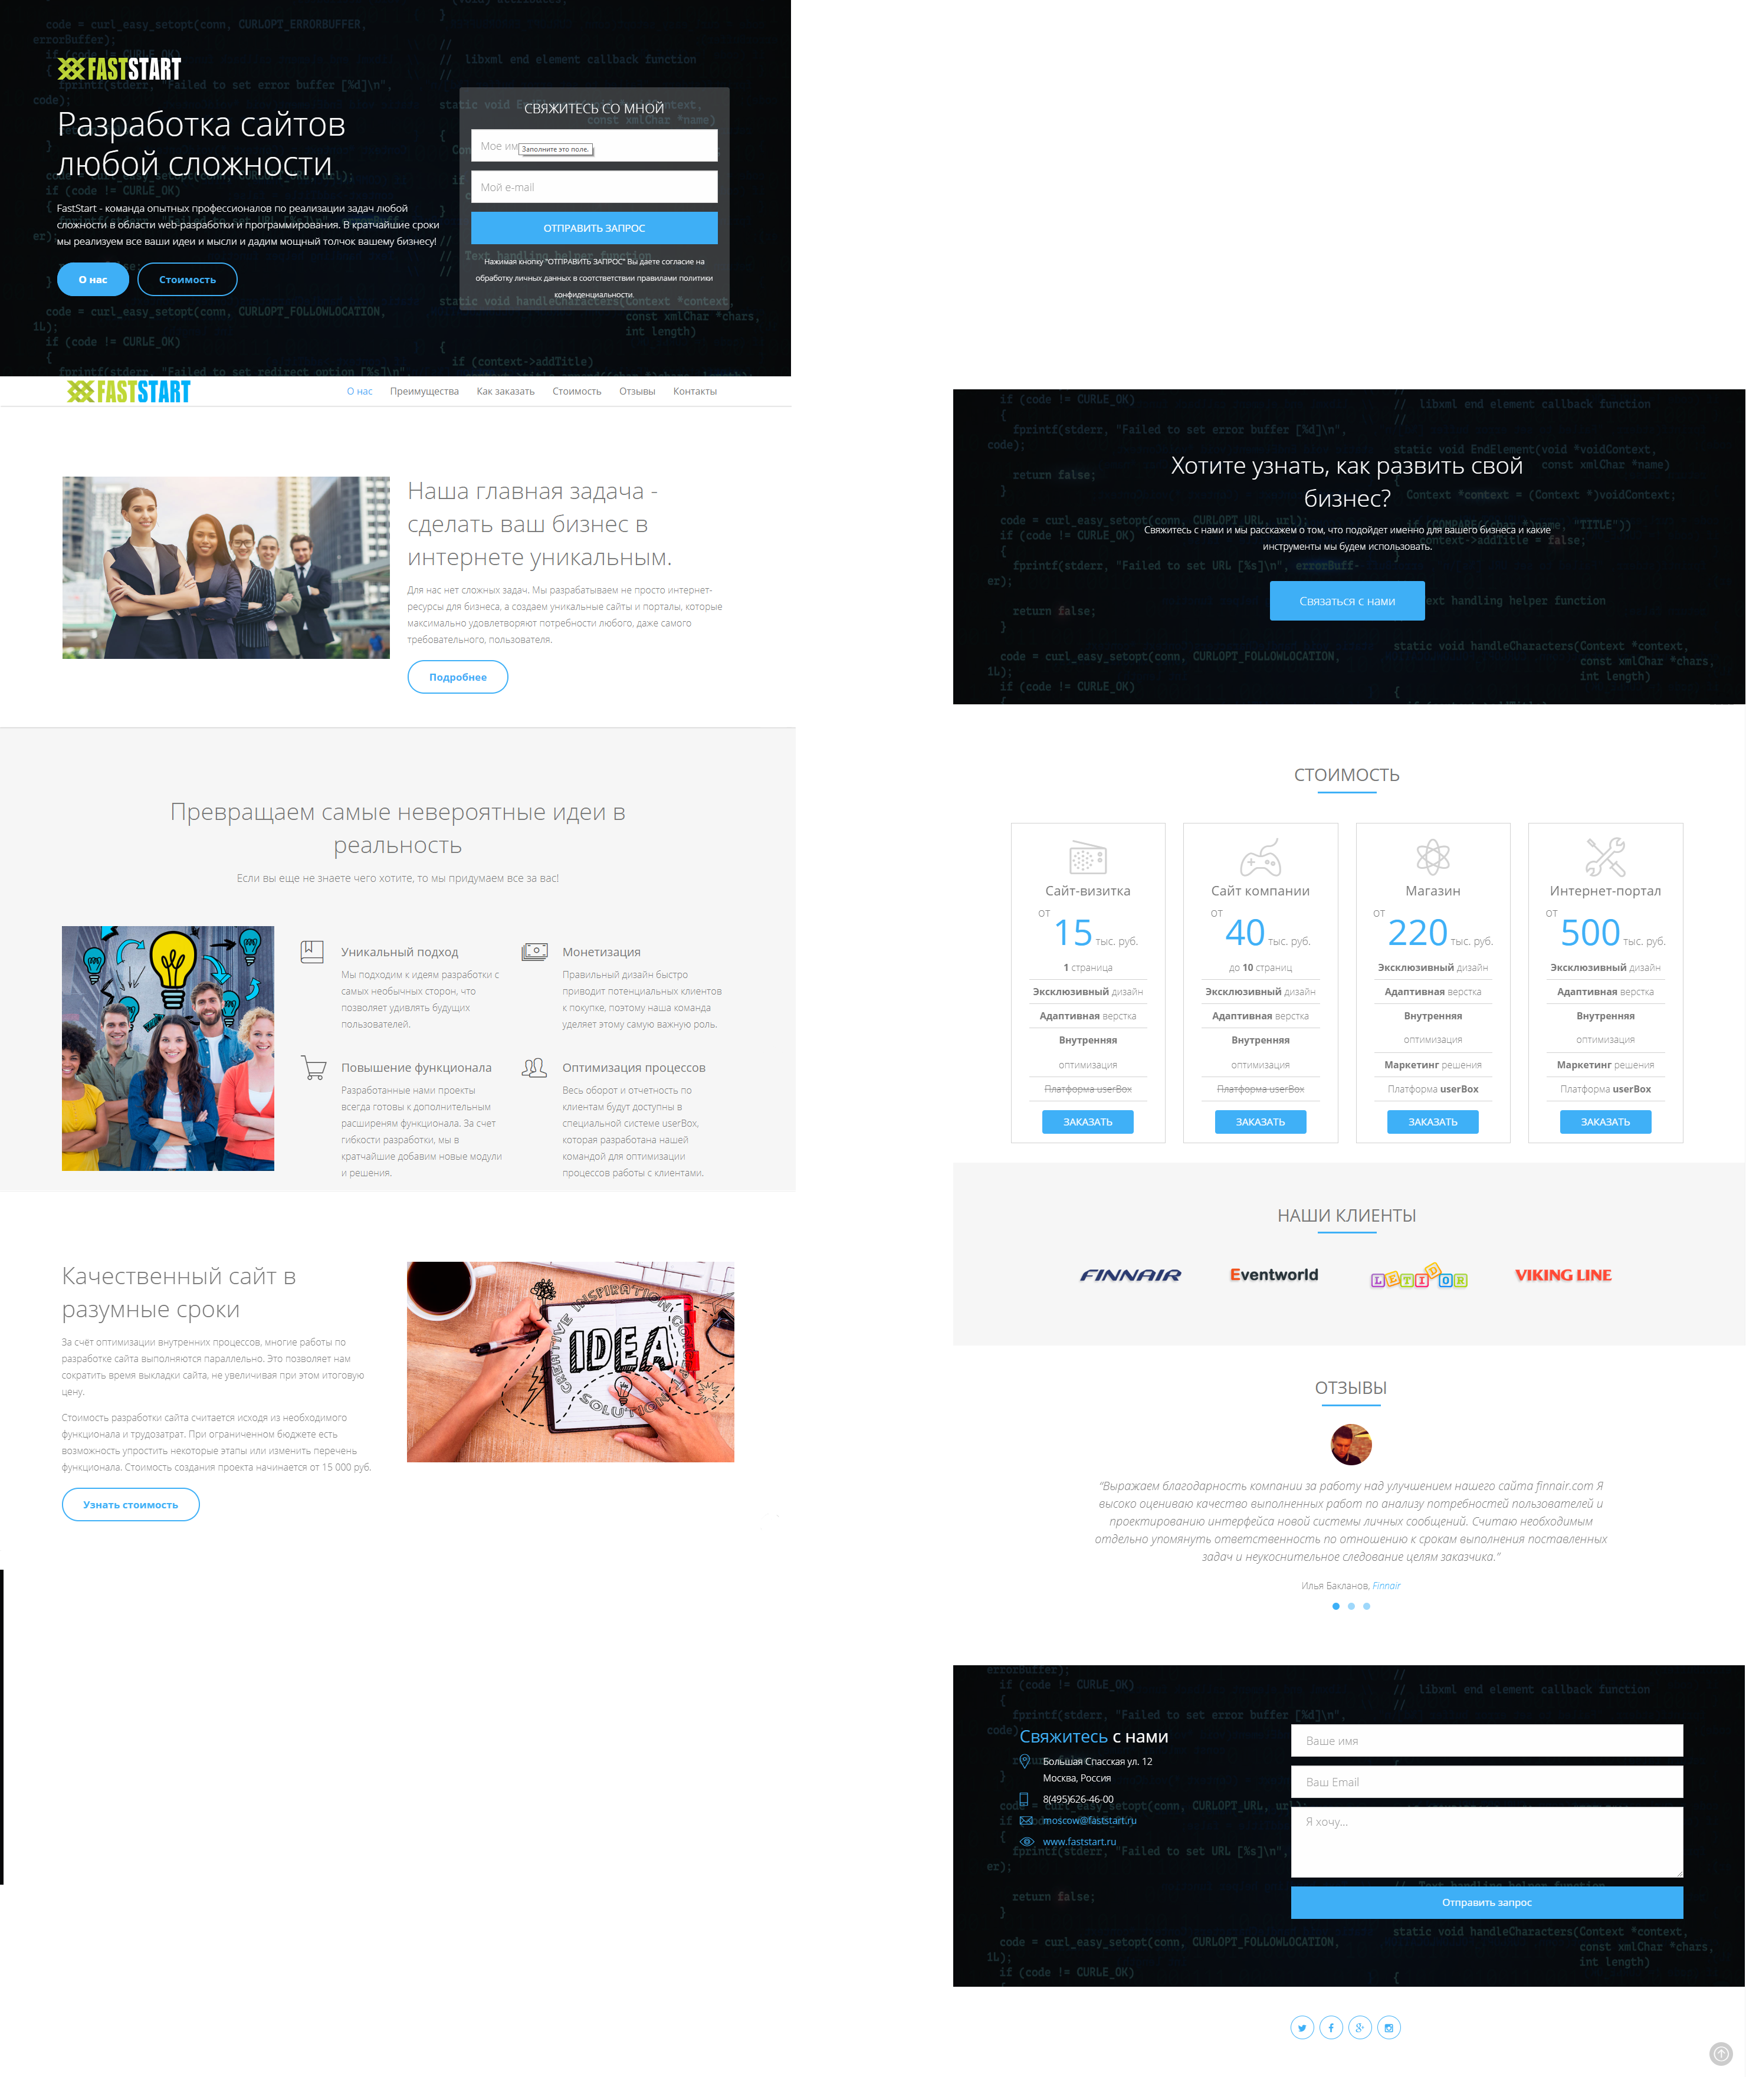 FASTSTART
Разработка сайтов
любой сложности
FastStart - команда опытных профессионалов по реализации задач любой
сложности в области web-разработки и программирования. В кратчайшие сроки
мы реализуем все ваши идеи и мысли и дадим мощный толчок вашему бизнесу!
О нас
Стоимость
СВЯЖИТЕСЬ СО МНОЙ
Мое им
Заполните это поле.
Мой e-mail
ОТПРАВИТЬ ЗАПРОС
Нажимая кнопку "ОТПРАВИТЬ ЗАПРОС" Вы даете согласие на
обработку личных данных в соотстветствии правилами политики
конфиденциальности.
FASTSTART
О нас Преимущества Как заказать Стоимость Отзывы Контакты
Наша главная задача -
сделать ваш бизнес в
интернете уникальным.
Для нас нет сложных задач. Мы разрабатываем не просто интернет-
ресурсы для бизнеса, а создаем уникальные сайты и порталы, которые
максимально удовлетворяют потребности любого, даже самого
требовательного, пользователя.
Подробнее
Превращаем самые невероятные идеи в
реальность
Если вы еще не знаете чего хотите, то мы придумаем все за вас!
Уникальный подход
Мы подходим к идеям разработки с
самых необычных сторон, что
позволяет удивлять будущих
пользователей.
Монетизация
Правильный дизайн быстро
приводит потенциальных клиентов
к покупке, поэтому наша команда
уделяет этому самую важную роль.
Повышение функционала
Разработанные нами проекты
всегда готовы к дополнительным
расширеням функционала. За счет
гибкости разработки, мы в
кратчайшие добавим новые модули
и решения.
Оптимизация процессов
Весь оборот и отчетность по
клиентам будут доступны в
специальной системе userBox,
которая разработана нашей
командой для оптимизации
процессов работы с клиентами.
Качественный сайт в
разумные сроки
За счёт оптимизации внутренних процессов, многие работы по
разработке сайта выполняются параллельно. Это позволяет нам
сократить время выкладки сайта, не увеличивая при этом итоговую
цену.
Стоимость разработки сайта считается исходя из необходимого
функционала и трудозатрат. При ограниченном бюджете есть
возможность упростить некоторые этапы или изменить перечень
функционала. Стоимость создания проекта начинается от 15 000 руб.
Узнать стоимость
CREATIVE INSPIRATION
IDEA
SOLUTION
Хотите узнать, как развить свой
бизнес?
Свяжитесь с нами и мы расскажем о том, что подойдет именно для вашего бизнеса и какие
инструменты мы будем использовать.
Связаться с нами
СТОИМОСТЬ
Сайт-визитка
от 15 тыс. руб.
1 страница
Эксклюзивный дизайн
Адаптивная верстка
Внутренняя
оптимизация
Платформа userBox
ЗАКАЗАТЬ
Сайт компании
от 40 тыс. руб.
до 10 страниц
Эксклюзивный дизайн
Адаптивная верстка
Внутренняя
оптимизация
Платформа userBox
ЗАКАЗАТЬ
Магазин
от 220 тыс. руб.
Эксклюзивный дизайн
Адаптивная верстка
Внутренняя
оптимизация
Маркетинг решения
Платформа userBox
ЗАКАЗАТЬ
Интернет-портал
от 500 тыс. руб.
Эксклюзивный дизайн
Адаптивная верстка
Внутренняя
оптимизация
Маркетинг решения
Платформа userBox
ЗАКАЗАТЬ
НАШИ КЛИЕНТЫ
FINNAIR
Eventworld
LETIDOR
VIKING LINE
ОТЗЫВЫ
"Выражаем благодарность компании за работу над улучшением нашего сайта finnair.com Я
высоко оцениваю качество выполненных работ по анализу потребностей пользователей и
проектированию интерфейса новой системы личных сообщений. Считаю необходимым
отдельно упомянуть ответственность по отношению к срокам выполнения поставленных
задач и неукоснительное следование целям заказчика."
Илья Бакланов, Finnair
Свяжитесь с нами
Большая Спасская ул. 12
Москва, Россия
8(495)626-46-00
moscow@faststart.ru
www.faststart.ru
Ваше имя
Ваш Email
Я хочу...
Отправить запрос